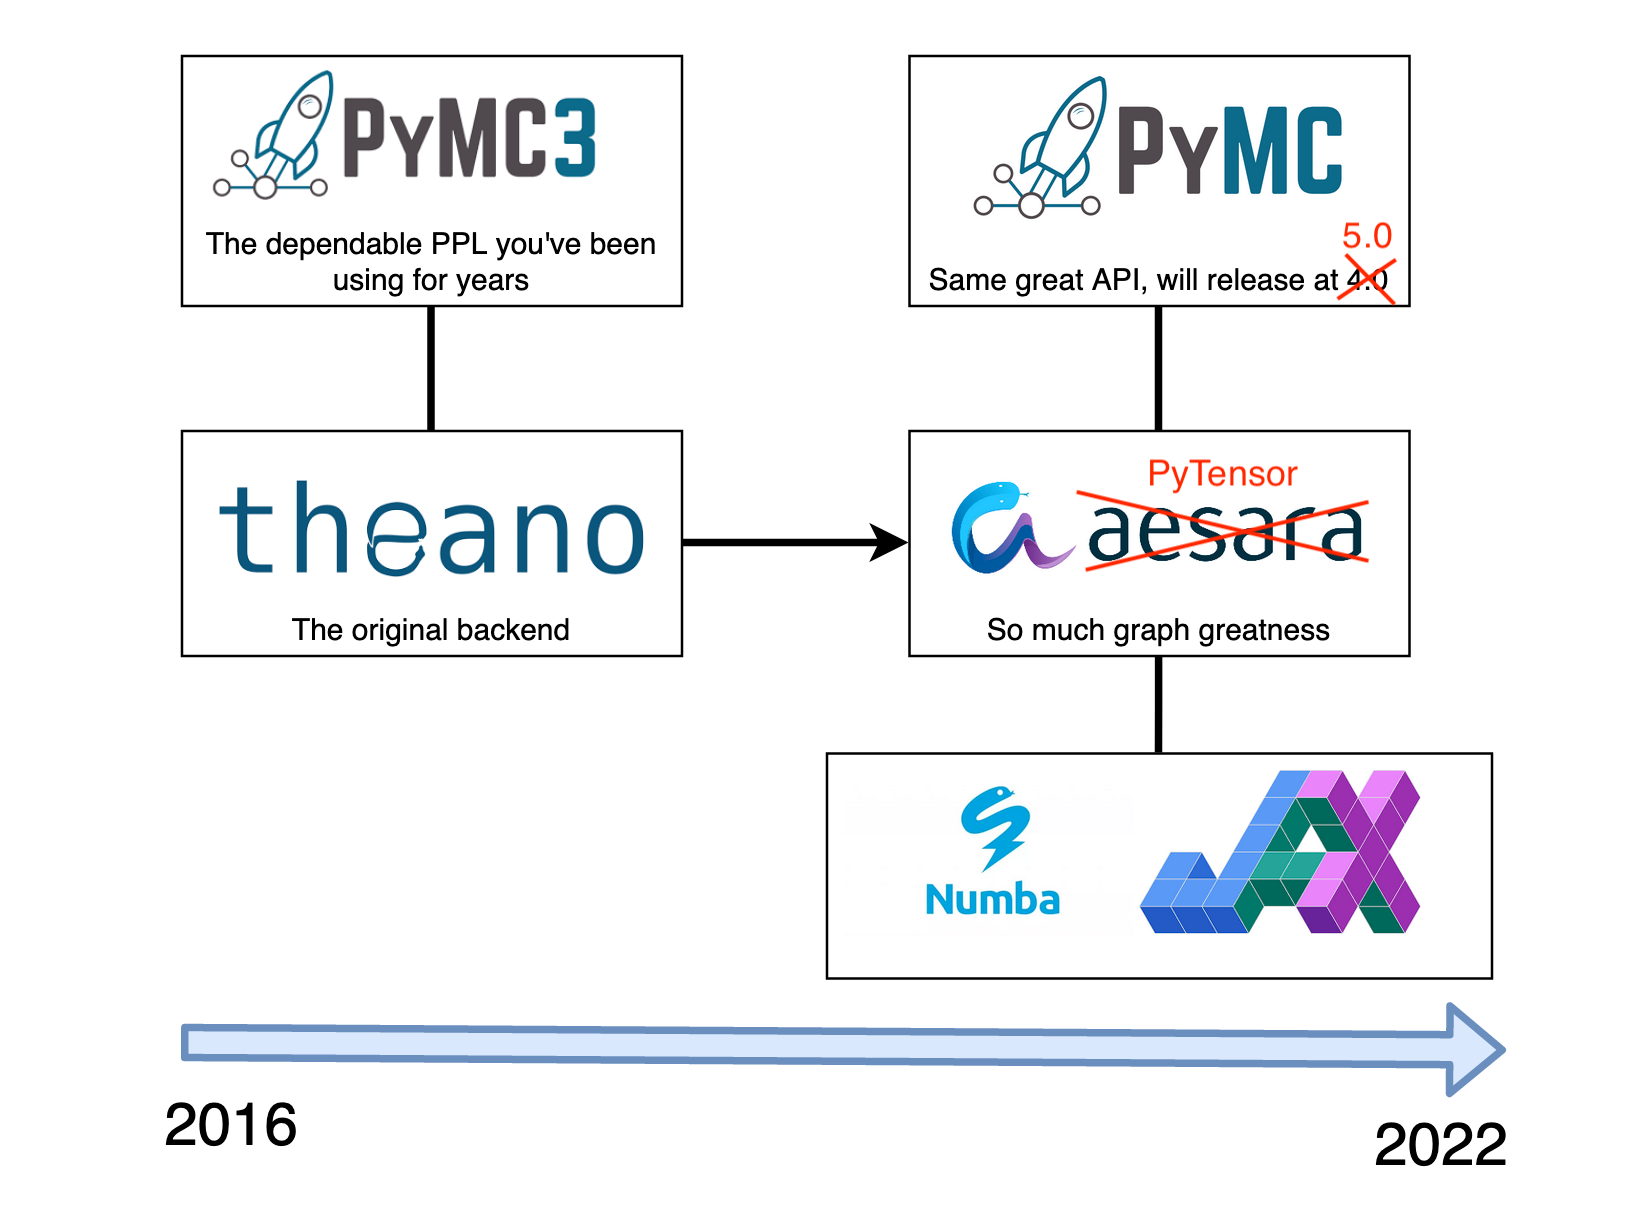 PyMC3
The dependable PPL you've been
using for years
PyMC
5.0
Same great API, will release at 4.0
theano
The original backend
PyTensor
aesara
So much graph greatness
Numba
JAX
2016
2022